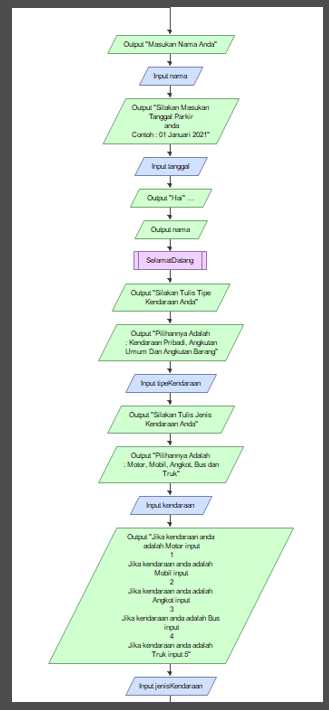 Output "Masukan Nama Anda"
Input nama
Output "Silakan Masukan
Tanggal Parkir
anda
Contoh : 01 Januari 2021"
Input tanggal
Output "Hai" ...
Output nama
SelamatDatang
Output "Silakan Tulis Tipe
Kendaraan Anda"
Output "Pilihannya Adalah
: Kendaraan Pribadi, Angkutan
Umum Dan Angkutan Barang"
Input tipeKendaraan
Output "Silakan Tulis Jenis
Kendaraan Anda"
Output "Pilihannya Adalah
: Motor, Mobil, Angkot, Bus dan
Truk"
Input kendaraan
Output "Jika kendaraan anda
adalah Motor input
1
Jika kendaraan anda adalah
Mobil input
2
Jika kendaraan anda adalah
Angkot input
3
Jika kendaraan anda adalah Bus
input
4
Jika kendaraan anda adalah
Truk input 5"
Input jenisKendaraan